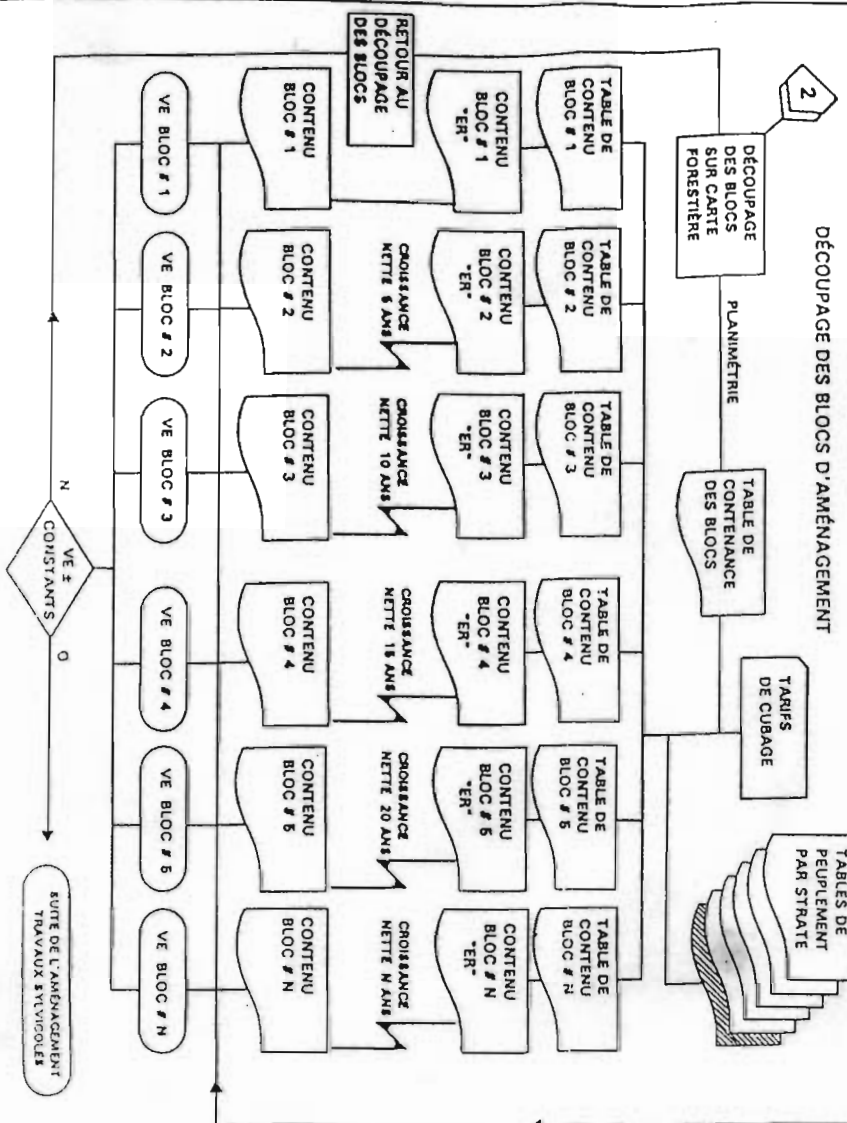 DÉCOUPAGE DES BLOCS D'AMÉNAGEMENT
2
DÉCOUPAGE
DES BLOCS
SUR CARTE
FORESTIÈRE
PLANIMÉTRIE
TABLE DE
CONTENANCE
DES BLOCS
TARIFS
DE CUBAGE
TABLES DE
PEUPLEMENT
PAR STRATE
TABLE DE
CONTENU
BLOC # 1
TABLE DE
CONTENU
BLOC # 2
TABLE DE
CONTENU
BLOC # 3
TABLE DE
CONTENU
BLOC # 4
TABLE DE
CONTENU
BLOC # 5
TABLE DE
CONTENU
BLOC # N
CONTENU
BLOC # 1
"ER"
CONTENU
BLOC # 2
"ER"
CONTENU
BLOC # 3
"ER"
CONTENU
BLOC # 4
"ER"
CONTENU
BLOC # 5
"ER"
CONTENU
BLOC # N
"ER"
RETOUR AU
DÉCOUPAGE
DES BLOCS
CROISSANCE
NETTE 5 ANS
CROISSANCE
NETTE 10 ANS
CROISSANCE
NETTE 15 ANS
CROISSANCE
NETTE 20 ANS
CROISSANCE
NETTE N ANS
CONTENU
BLOC # 1
CONTENU
BLOC # 2
CONTENU
BLOC # 3
CONTENU
BLOC # 4
CONTENU
BLOC # 5
CONTENU
BLOC # N
VE BLOC # 1
VE BLOC # 2
VE BLOC # 3
VE BLOC # 4
VE BLOC # 5
VE BLOC # N
N
VE ±
CONSTANTS
O
SUITE DE L'AMÉNAGEMENT
TRAVAUX SYLVICOLES